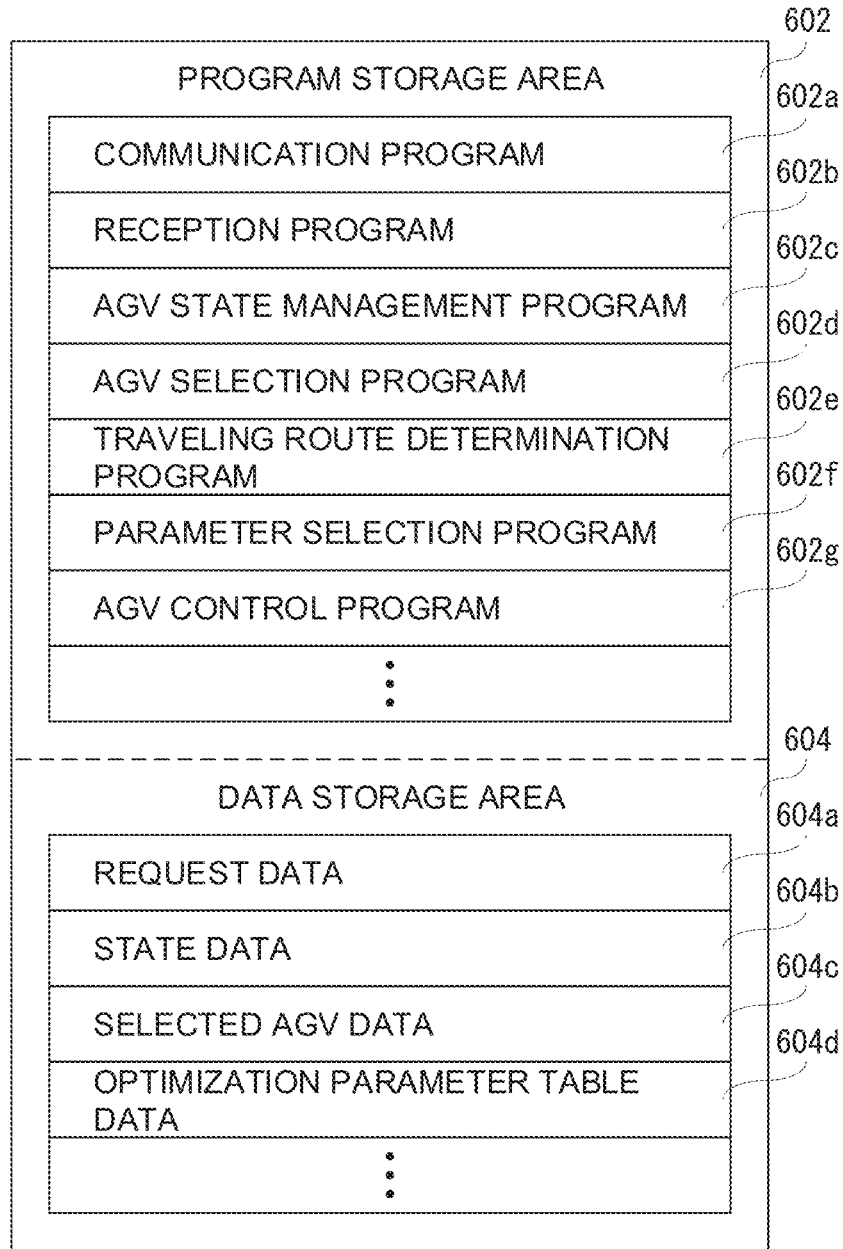 602
PROGRAM STORAGE AREA
602a
COMMUNICATION PROGRAM
602b
RECEPTION PROGRAM
602c
AGV STATE MANAGEMENT PROGRAM
602d
AGV SELECTION PROGRAM
602e
TRAVELING ROUTE DETERMINATION
PROGRAM
602f
PARAMETER SELECTION PROGRAM
602g
AGV CONTROL PROGRAM
604
DATA STORAGE AREA
604a
REQUEST DATA
604b
STATE DATA
604c
SELECTED AGV DATA
604d
OPTIMIZATION PARAMETER TABLE
DATA